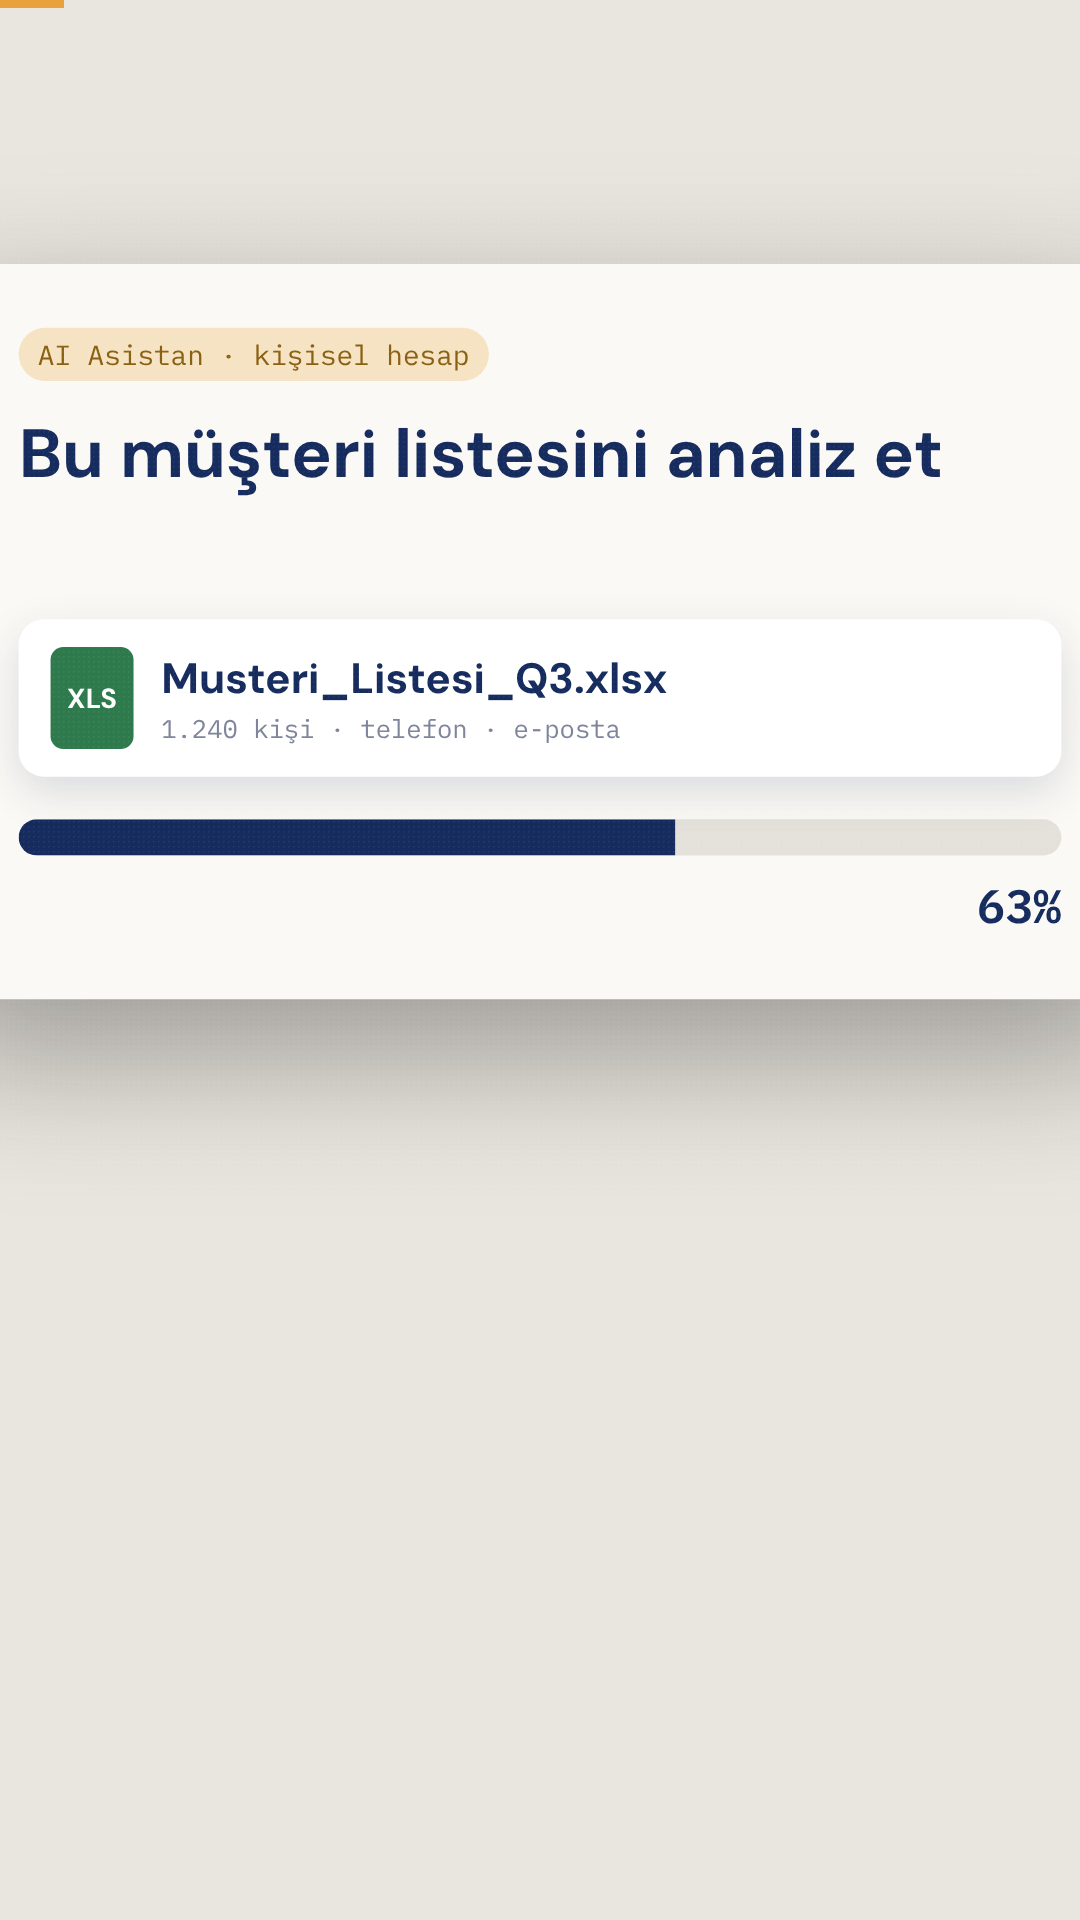 AI Asistan · kişisel hesap
Bu müşteri listesini analiz et
XLS
Musteri_Listesi_Q3.xlsx
1.240 kişi · telefon · e-posta
63%